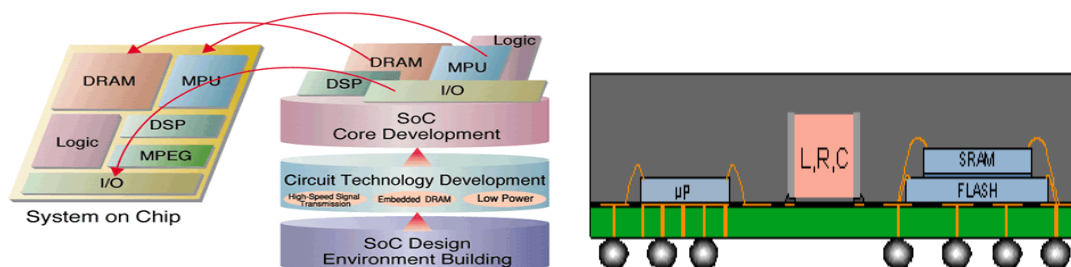 DRAM
MPU
Logic
DSP
MPEG
I/O
System on Chip
Logic
DRAM
MPU
DSP
I/O
SoC
Core Development
Circuit Technology Development
High-Speed Signal
Transmission
Embedded DRAM
Low Power
SoC Design
Environment Building
µP
L,R,C
SRAM
FLASH